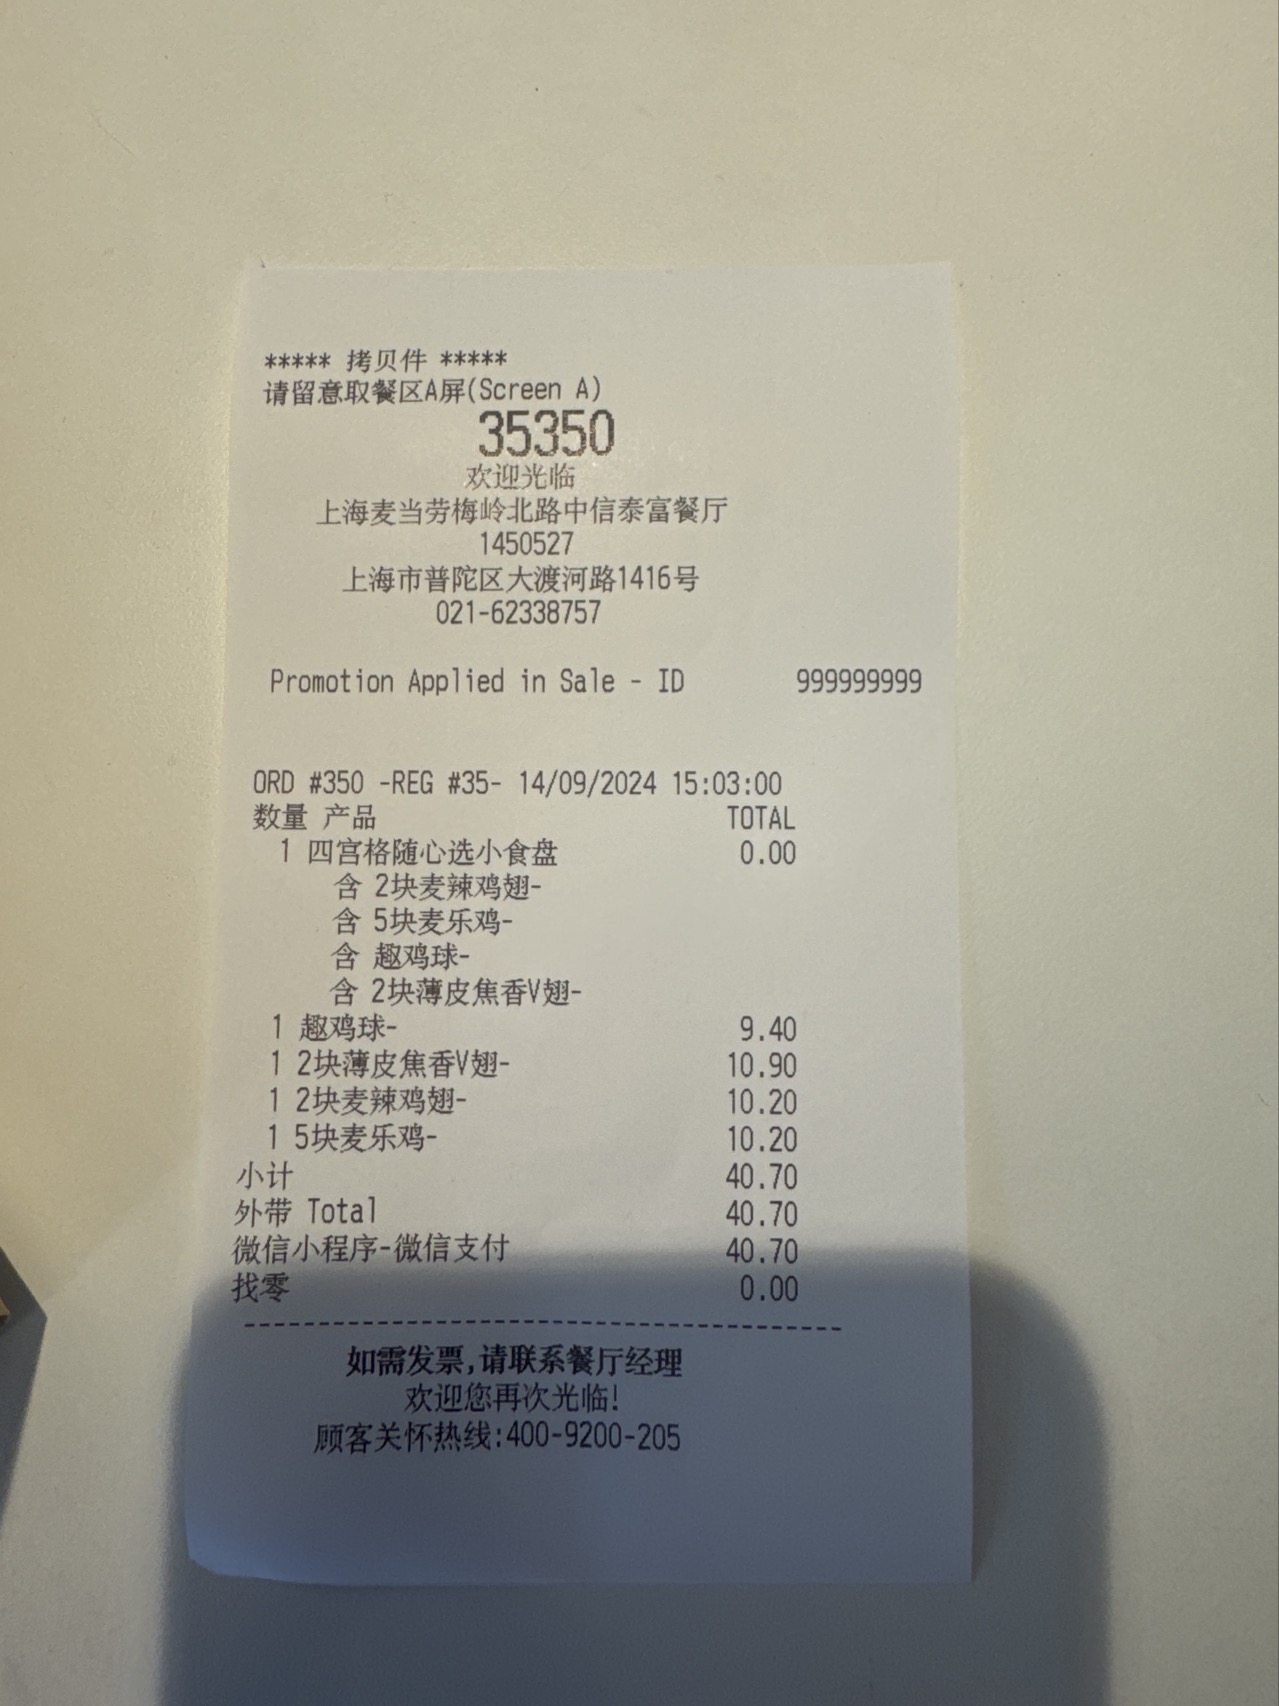 ***** 拷贝件 *****
请留意取餐区A屏(Screen A)
35350
欢迎光临
上海麦当劳梅岭北路中信泰富餐厅
1450527
上海市普陀区大渡河路1416号
021-62338757
Promotion Applied in Sale - ID 999999999
ORD #350 -REG #35- 14/09/2024 15:03:00
数量 产品 TOTAL
1 四宫格随心选小食盘 0.00
含 2块麦辣鸡翅-
含 5块麦乐鸡-
含 趣鸡球-
含 2块薄皮焦香V翅-
1 趣鸡球- 9.40
1 2块薄皮焦香V翅- 10.90
1 2块麦辣鸡翅- 10.20
1 5块麦乐鸡- 10.20
小计 40.70
外带 Total 40.70
微信小程序-微信支付 40.70
找零 0.00
--------------------------------------------
如需发票,请联系餐厅经理
欢迎您再次光临!
顾客关怀热线:400-9200-205